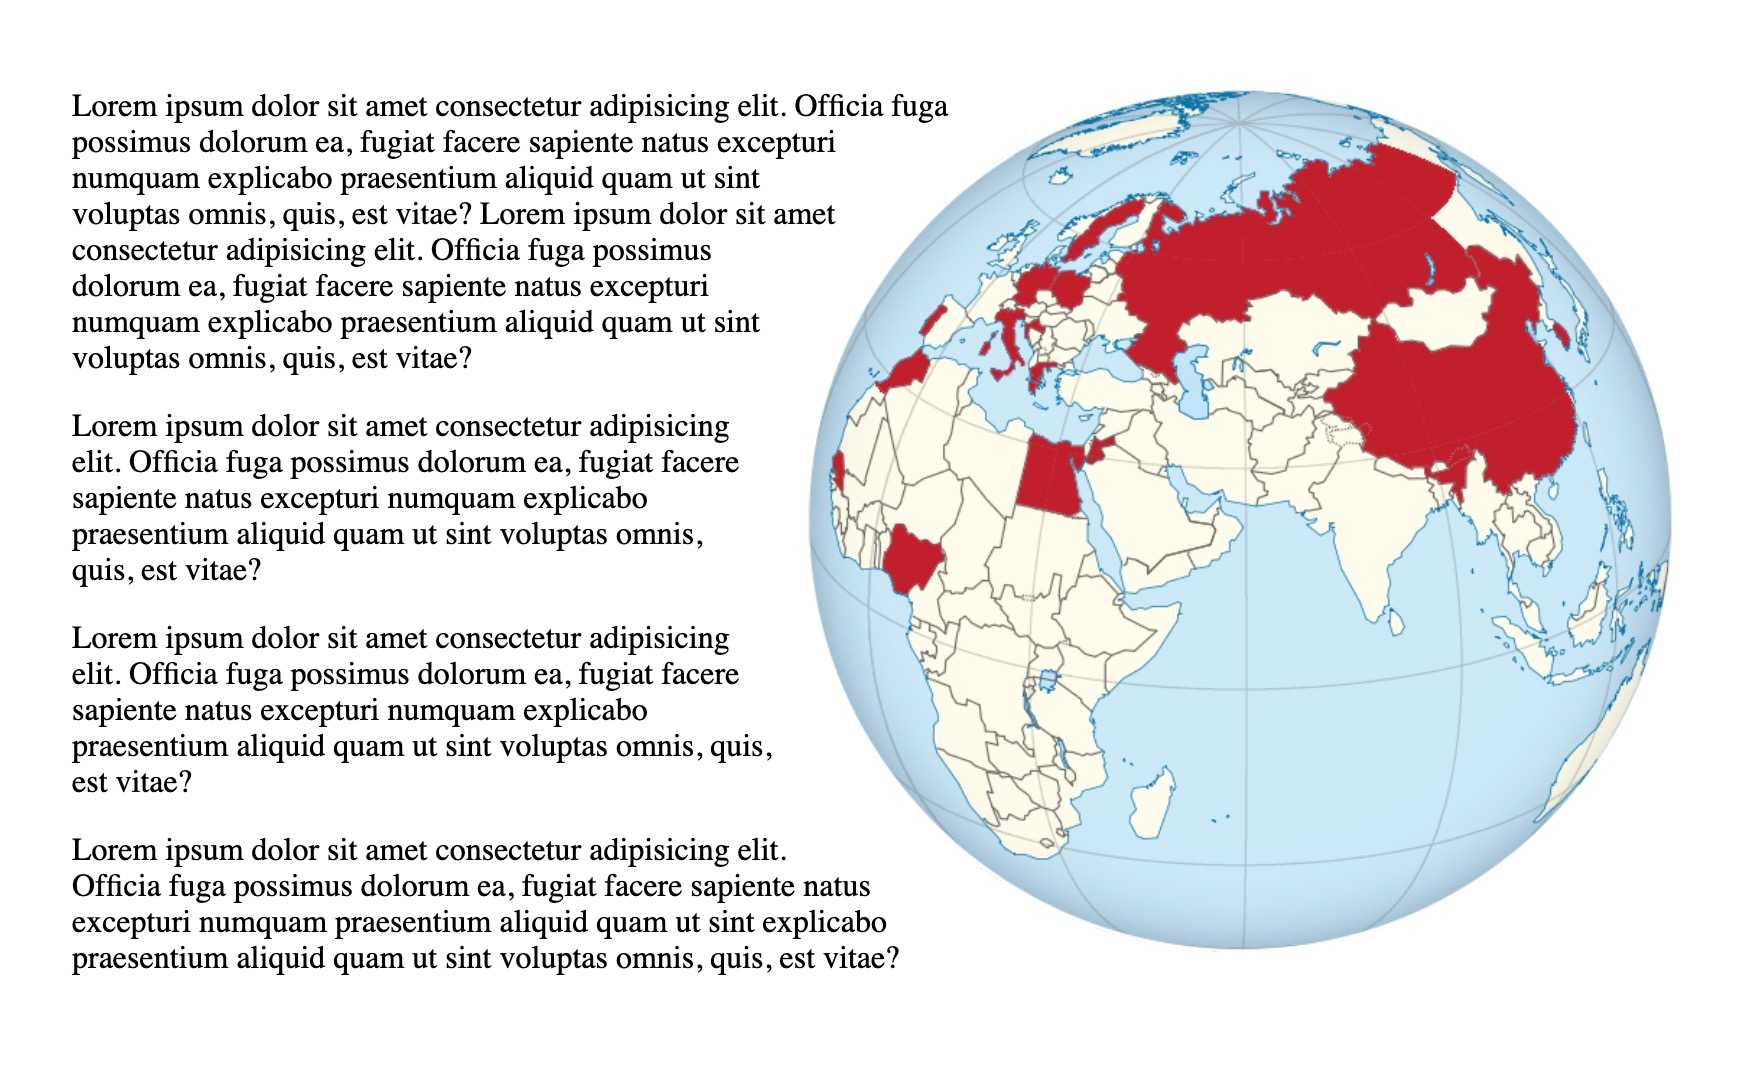 Lorem ipsum dolor sit amet consectetur adipisicing elit. Officia fuga
possimus dolorum ea, fugiat facere sapiente natus excepturi
numquam explicabo praesentium aliquid quam ut sint
voluptas omnis, quis, est vitae? Lorem ipsum dolor sit amet
consectetur adipisicing elit. Officia fuga possimus
dolorum ea, fugiat facere sapiente natus excepturi
numquam explicabo praesentium aliquid quam ut sint
voluptas omnis, quis, est vitae?
Lorem ipsum dolor sit amet consectetur adipisicing
elit. Officia fuga possimus dolorum ea, fugiat facere
sapiente natus excepturi numquam explicabo
praesentium aliquid quam ut sint voluptas omnis,
quis, est vitae?
Lorem ipsum dolor sit amet consectetur adipisicing
elit. Officia fuga possimus dolorum ea, fugiat facere
sapiente natus excepturi numquam explicabo
praesentium aliquid quam ut sint voluptas omnis, quis,
est vitae?
Lorem ipsum dolor sit amet consectetur adipisicing elit.
Officia fuga possimus dolorum ea, fugiat facere sapiente natus
excepturi numquam praesentium aliquid quam ut sint explicabo
praesentium aliquid quam ut sint voluptas omnis, quis, est vitae?